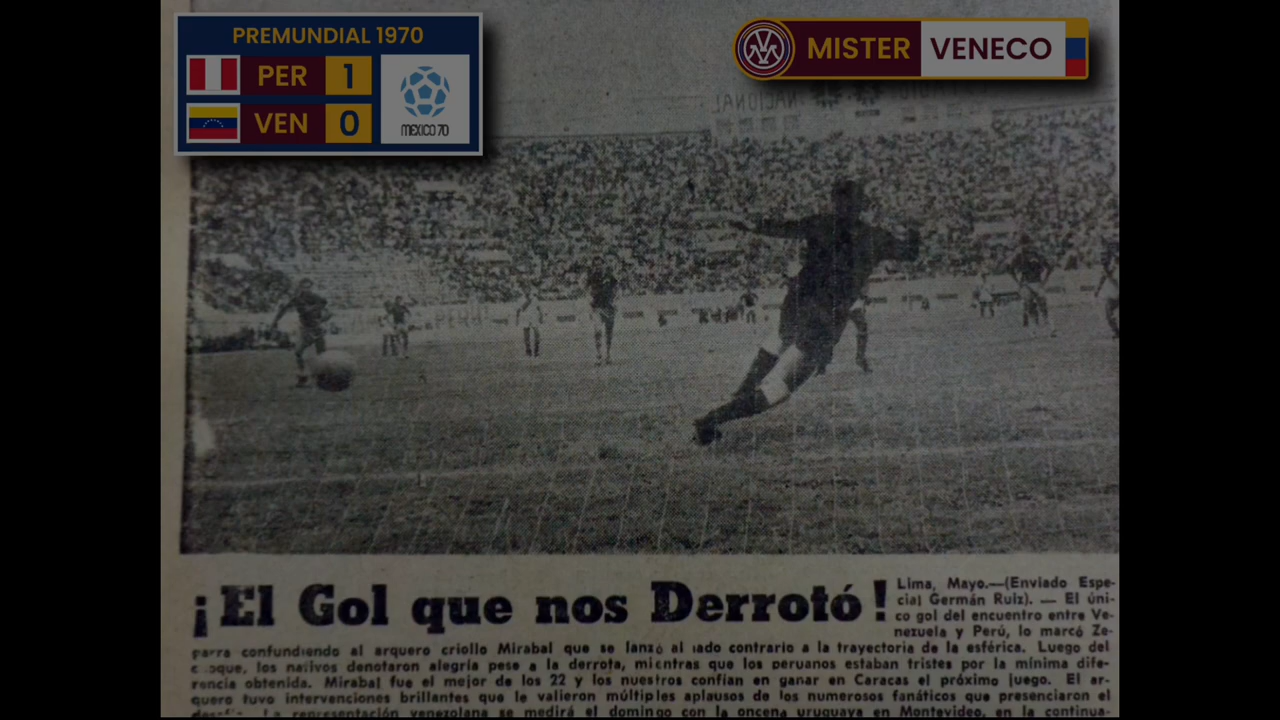 PREMUNDIAL 1970
PER 1
VEN 0
MEXICO 70
MISTER VENECO
NACIONAL
PERU
¡El Gol que nos Derrotó!
Lima, Mayo.—(Enviado Espe-
cial Germán Ruiz). — El úni-
co gol del encuentro entre Ve-
nezuela y Perú, lo marcó Ze-
parra confundiendo al arquero criollo Mirabal que se lanzó al lado contrario a la trayectoria de la esférica. Luego del
choque, los nativos denotaron alegría pese a la derrota, mientras que los peruanos estaban tristes por la mínima dife-
rencia obtenida. Mirabal fue el mejor de los 22 y los nuestros confían en ganar en Caracas el próximo juego. El ar-
quero tuvo intervenciones brillantes que le valieron múltiples aplausos de los numerosos fanáticos que presenciaron el
desafío. La representación venezolana se medirá el domingo con la oncena uruguaya en Montevideo, en la continua-